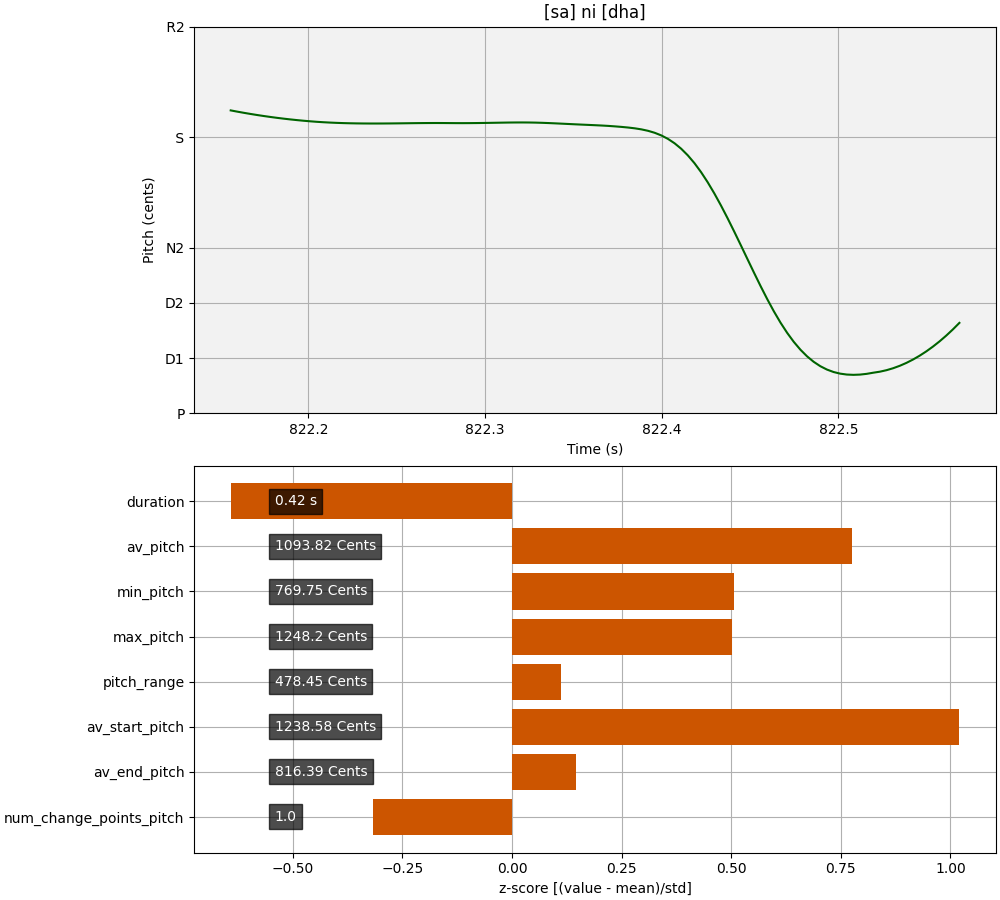 [sa] ni [dha]
R2
S
N2
D2
D1
P
Pitch (cents)
822.2 822.3 822.4 822.5
Time (s)
duration 0.42 s
av_pitch 1093.82 Cents
min_pitch 769.75 Cents
max_pitch 1248.2 Cents
pitch_range 478.45 Cents
av_start_pitch 1238.58 Cents
av_end_pitch 816.39 Cents
num_change_points_pitch 1.0
−0.50 −0.25 0.00 0.25 0.50 0.75 1.00
z-score [(value - mean)/std]